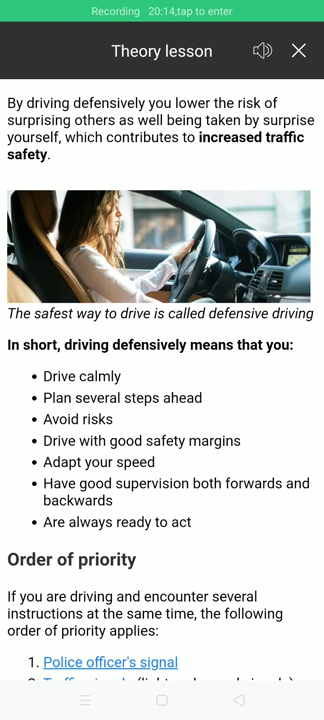 Recording 20:14,tap to enter
Theory lesson
By driving defensively you lower the risk of
surprising others as well being taken by surprise
yourself, which contributes to increased traffic
safety.
The safest way to drive is called defensive driving
In short, driving defensively means that you:
• Drive calmly
• Plan several steps ahead
• Avoid risks
• Drive with good safety margins
• Adapt your speed
• Have good supervision both forwards and
backwards
• Are always ready to act
Order of priority
If you are driving and encounter several
instructions at the same time, the following
order of priority applies:
1. Police officer's signal